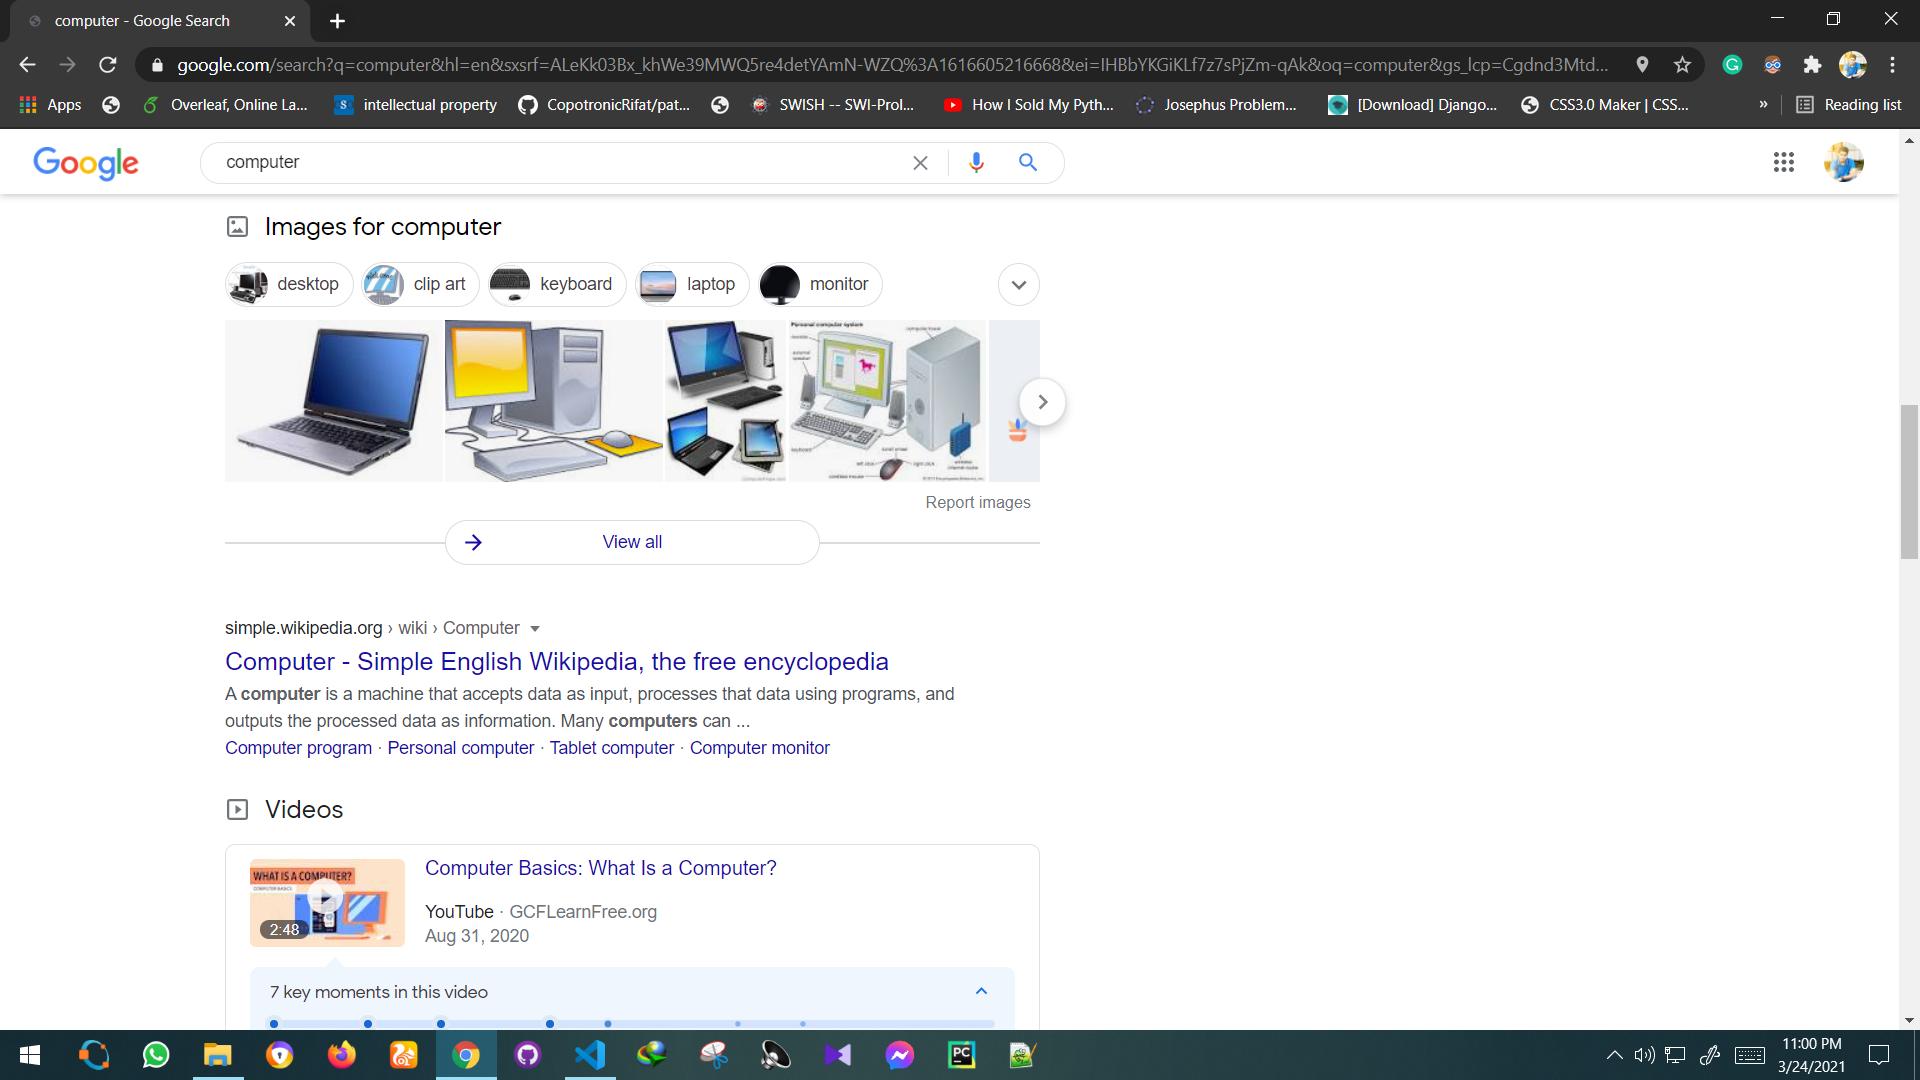 computer - Google Search
google.com/search?q=computer&hl=en&sxsrf=ALeKk03Bx_khWe39MWQ5re4detYAmN-WZQ%3A1616605216668&ei=IHBbYKGiKLf7z7sPjZm-qAk&oq=computer&gs_lcp=Cgdnd3Mtd...
Apps
Overleaf, Online La...
intellectual property
CopotronicRifat/pat...
SWISH -- SWI-Prol...
How I Sold My Pyth...
Josephus Problem...
[Download] Django...
CSS3.0 Maker | CSS...
»
Reading list
Google
computer
Images for computer
desktop
clip art
keyboard
laptop
monitor
Personal computer system
Report images
View all
simple.wikipedia.org › wiki › Computer
Computer - Simple English Wikipedia, the free encyclopedia
A computer is a machine that accepts data as input, processes that data using programs, and
outputs the processed data as information. Many computers can ...
Computer program · Personal computer · Tablet computer · Computer monitor
Videos
WHAT IS A COMPUTER?
COMPUTER BASICS
2:48
Computer Basics: What Is a Computer?
YouTube · GCFLearnFree.org
Aug 31, 2020
7 key moments in this video
PC
11:00 PM
3/24/2021